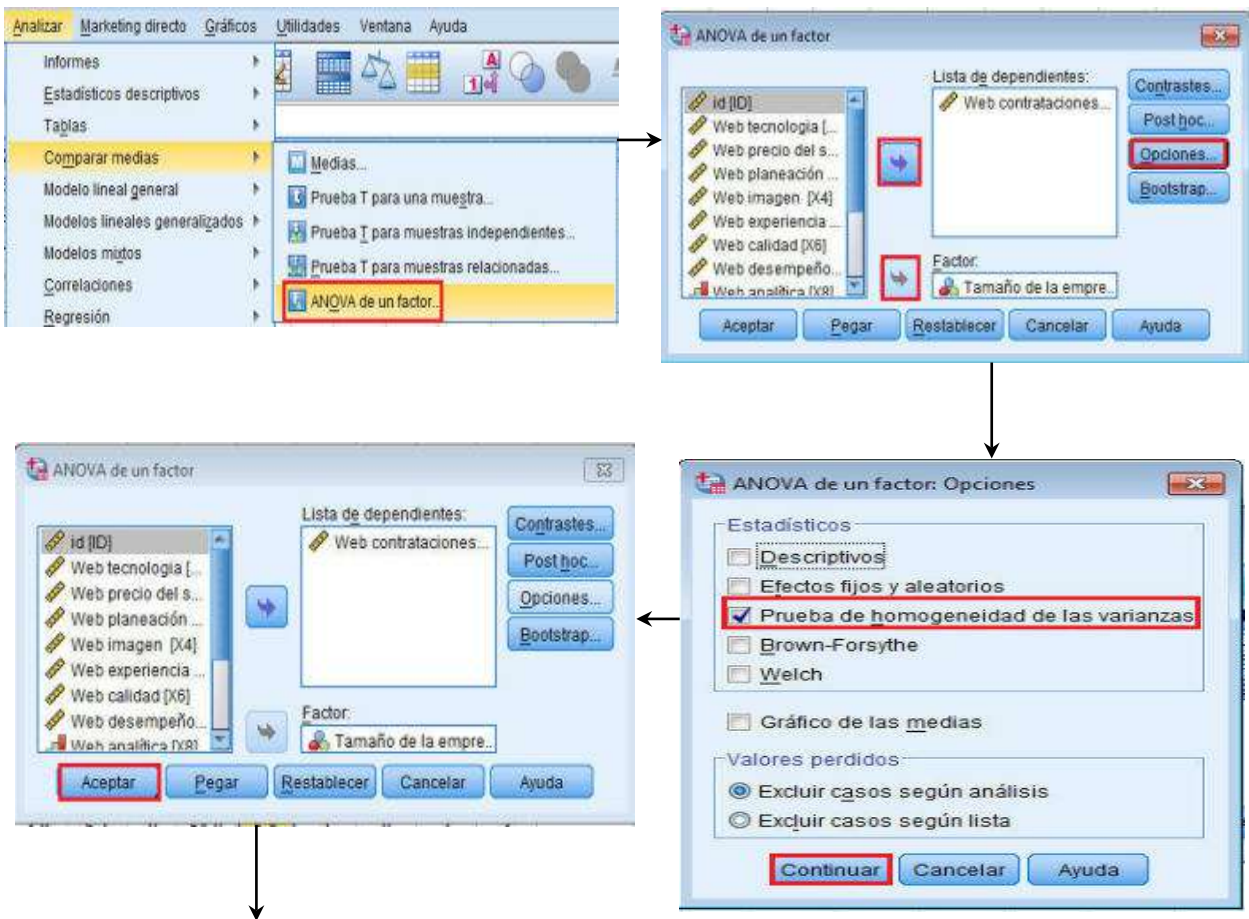 Analizar Marketing directo Gráficos Utilidades Ventana Ayuda
Informes
Estadísticos descriptivos
Tablas
Comparar medias
Modelo lineal general
Modelos lineales generalizados
Modelos mixtos
Correlaciones
Regresión
Medias...
Prueba T para una muestra...
Prueba T para muestras independientes...
Prueba T para muestras relacionadas...
ANOVA de un factor...
ANOVA de un factor
id [ID]
Web tecnologia [...
Web precio del s...
Web planeación ...
Web imagen [X4]
Web experiencia ...
Web calidad [X6]
Web desempeño...
Web analítica [X8]
Lista de dependientes:
Web contrataciones...
Factor:
Tamaño de la empre..
Contrastes...
Post hoc...
Opciones...
Bootstrap...
Aceptar Pegar Restablecer Cancelar Ayuda
ANOVA de un factor
id [ID]
Web tecnologia [...
Web precio del s...
Web planeación ...
Web imagen [X4]
Web experiencia ...
Web calidad [X6]
Web desempeño...
Web analítica [X8]
Lista de dependientes:
Web contrataciones...
Factor:
Tamaño de la empre..
Contrastes...
Post hoc...
Opciones...
Bootstrap...
Aceptar Pegar Restablecer Cancelar Ayuda
ANOVA de un factor: Opciones
Estadísticos
Descriptivos
Efectos fijos y aleatorios
Prueba de homogeneidad de las varianzas
Brown-Forsythe
Welch
Gráfico de las medias
Valores perdidos
Excluir casos según análisis
Excluir casos según lista
Continuar Cancelar Ayuda